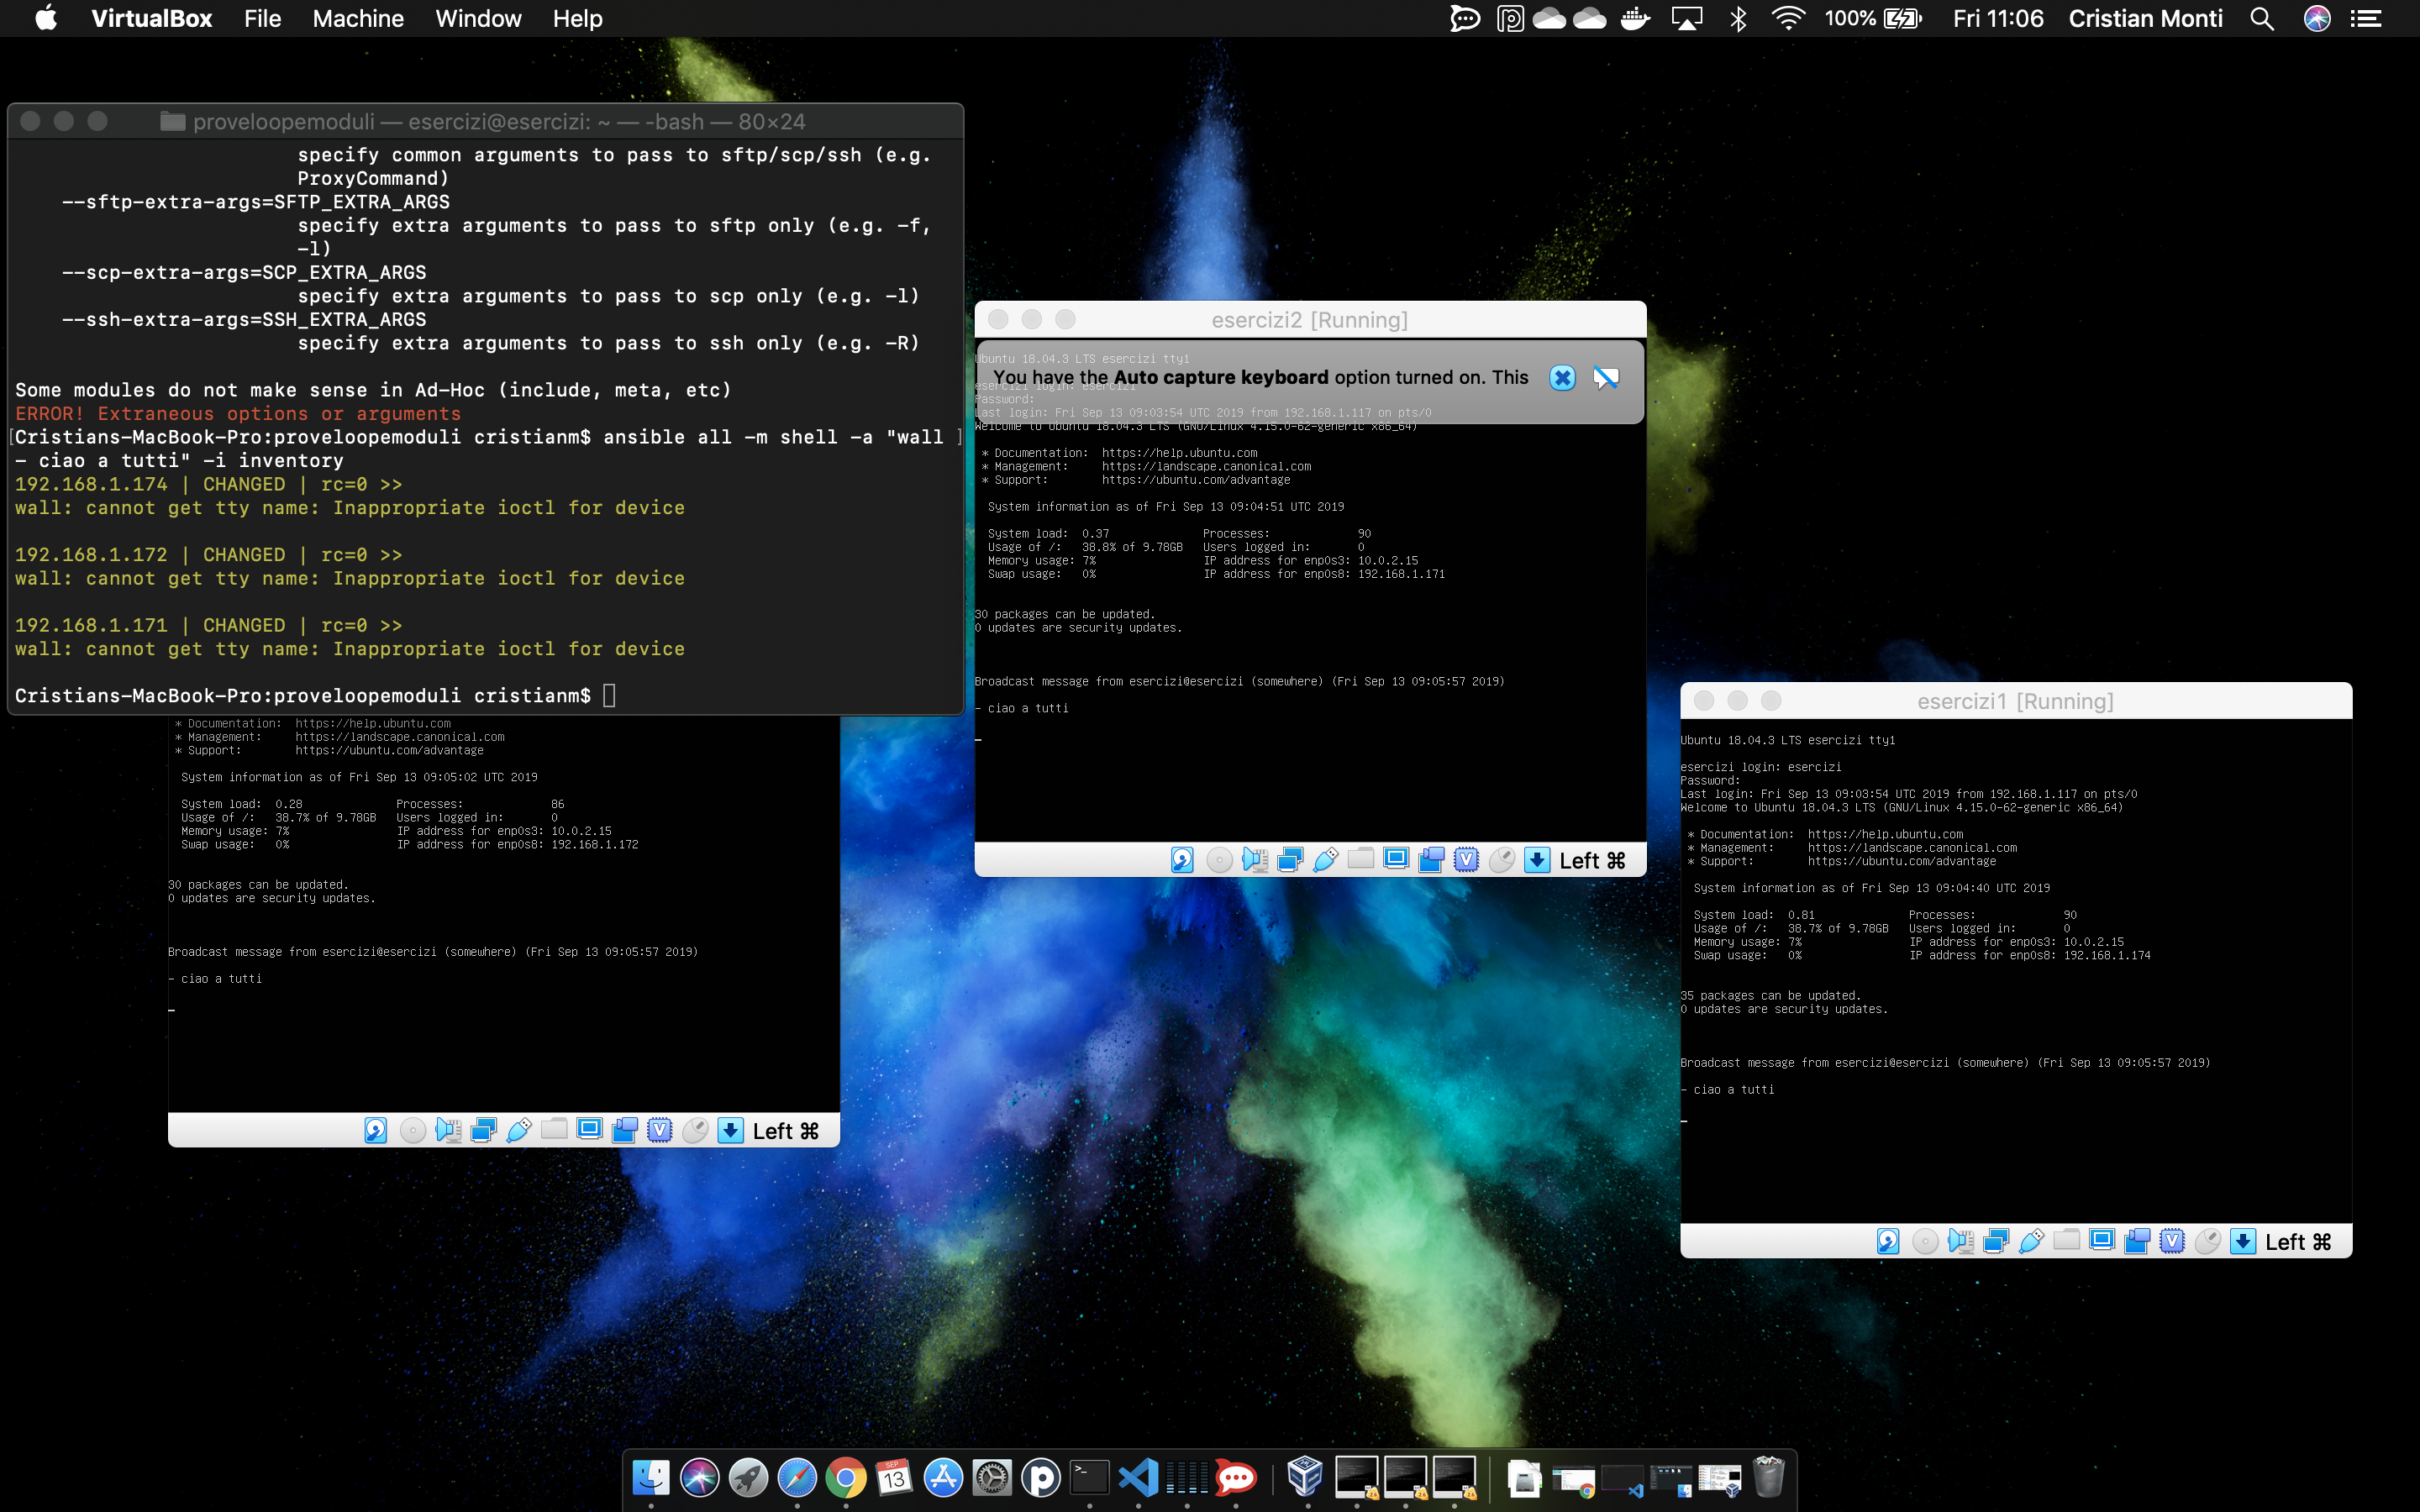 VirtualBox File Machine Window Help 100% Fri 11:06 Cristian Monti
proveloopemoduli — esercizi@esercizi: ~ — -bash — 80×24
specify common arguments to pass to sftp/scp/ssh (e.g.
ProxyCommand)
--sftp-extra-args=SFTP_EXTRA_ARGS
specify extra arguments to pass to sftp only (e.g. -f,
-l)
--scp-extra-args=SCP_EXTRA_ARGS
specify extra arguments to pass to scp only (e.g. -l)
--ssh-extra-args=SSH_EXTRA_ARGS
specify extra arguments to pass to ssh only (e.g. -R)
Some modules do not make sense in Ad-Hoc (include, meta, etc)
ERROR! Extraneous options or arguments
[Cristians-MacBook-Pro:proveloopemoduli cristianm$ ansible all -m shell -a "wall ]
- ciao a tutti" -i inventory
192.168.1.174 | CHANGED | rc=0 >>
wall: cannot get tty name: Inappropriate ioctl for device
192.168.1.172 | CHANGED | rc=0 >>
wall: cannot get tty name: Inappropriate ioctl for device
192.168.1.171 | CHANGED | rc=0 >>
wall: cannot get tty name: Inappropriate ioctl for device
Cristians-MacBook-Pro:proveloopemoduli cristianm$
* Documentation: https://help.ubuntu.com
* Management: https://landscape.canonical.com
* Support: https://ubuntu.com/advantage
System information as of Fri Sep 13 09:05:02 UTC 2019
System load: 0.28 Processes: 86
Usage of /: 38.7% of 9.78GB Users logged in: 0
Memory usage: 7% IP address for enp0s3: 10.0.2.15
Swap usage: 0% IP address for enp0s8: 192.168.1.172
30 packages can be updated.
0 updates are security updates.
Broadcast message from esercizi@esercizi (somewhere) (Fri Sep 13 09:05:57 2019)
- ciao a tutti
Left ⌘
esercizi2 [Running]
Ubuntu 18.04.3 LTS esercizi tty1
You have the Auto capture keyboard option turned on. This
esercizi login: esercizi
Password:
Last login: Fri Sep 13 09:03:54 UTC 2019 from 192.168.1.117 on pts/0
Welcome to Ubuntu 18.04.3 LTS (GNU/Linux 4.15.0-62-generic x86_64)
* Documentation: https://help.ubuntu.com
* Management: https://landscape.canonical.com
* Support: https://ubuntu.com/advantage
System information as of Fri Sep 13 09:04:51 UTC 2019
System load: 0.37 Processes: 90
Usage of /: 38.8% of 9.78GB Users logged in: 0
Memory usage: 7% IP address for enp0s3: 10.0.2.15
Swap usage: 0% IP address for enp0s8: 192.168.1.171
30 packages can be updated.
0 updates are security updates.
Broadcast message from esercizi@esercizi (somewhere) (Fri Sep 13 09:05:57 2019)
- ciao a tutti
Left ⌘
esercizi1 [Running]
Ubuntu 18.04.3 LTS esercizi tty1
esercizi login: esercizi
Password:
Last login: Fri Sep 13 09:03:54 UTC 2019 from 192.168.1.117 on pts/0
Welcome to Ubuntu 18.04.3 LTS (GNU/Linux 4.15.0-62-generic x86_64)
* Documentation: https://help.ubuntu.com
* Management: https://landscape.canonical.com
* Support: https://ubuntu.com/advantage
System information as of Fri Sep 13 09:04:40 UTC 2019
System load: 0.81 Processes: 90
Usage of /: 38.7% of 9.78GB Users logged in: 0
Memory usage: 7% IP address for enp0s3: 10.0.2.15
Swap usage: 0% IP address for enp0s8: 192.168.1.174
35 packages can be updated.
0 updates are security updates.
Broadcast message from esercizi@esercizi (somewhere) (Fri Sep 13 09:05:57 2019)
- ciao a tutti
Left ⌘
SEP
13